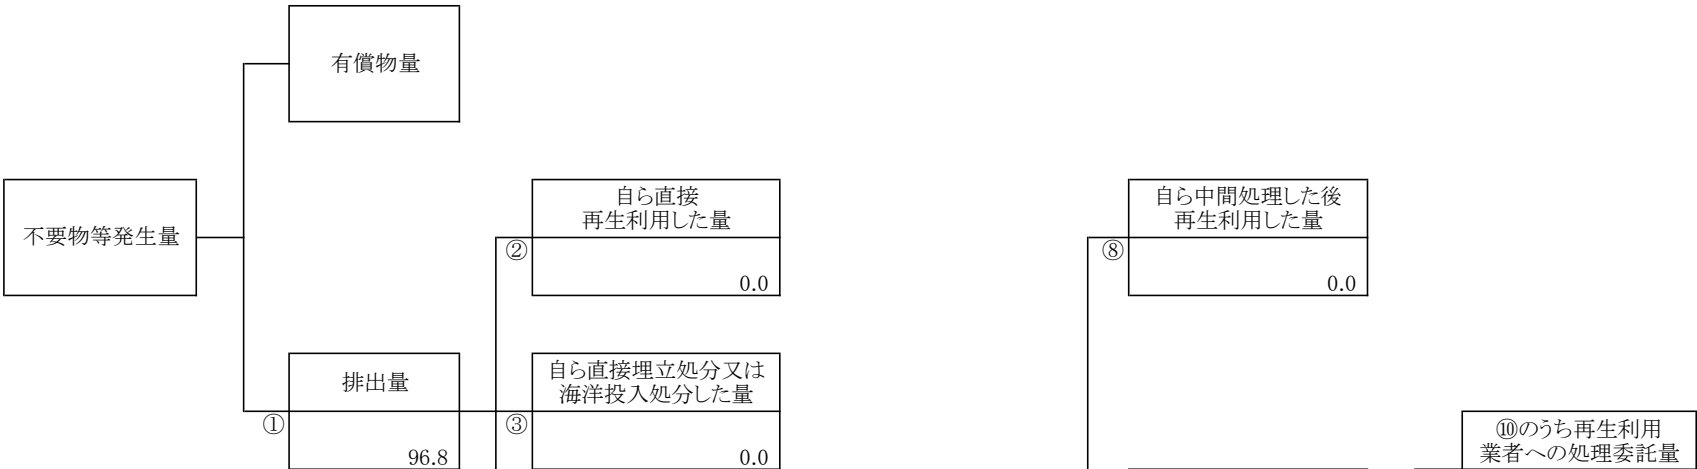 有償物量
不要物等発生量
自ら直接
再生利用した量
②
0.0
自ら中間処理した後
再生利用した量
⑧
0.0
排出量
①
96.8
自ら直接埋立処分又は
海洋投入処分した量
③
0.0
⑩のうち再生利用
業者への処理委託量